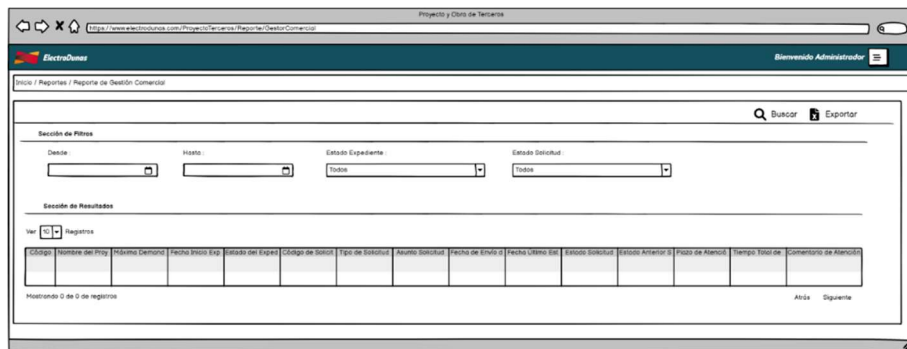 Proyecto y Obra de Terceros
https://www.electrodunas.com/ProyectoTerceros/Reporte/GestorComercial
ElectroDunas
Bienvenido Administrador
Inicio / Reportes / Reporte de Gestión Comercial
Buscar Exportar
Sección de Filtros
Desde : Hasta : Estado Expediente : Estado Solicitud :
Todos Todos
Sección de Resultados
Ver 10 Registros
Código Nombre del Proy Máxima Demand Fecha Inicio Exp Estado del Exped Código de Solicit Tipo de Solicitud Asunto Solicitud Fecha de Envío d Fecha Último Est Estado Solicitud Estado Anterior S Plazo de Atenció Tiempo Total de Comentario de Atención
Mostrando 0 de 0 de registros
Atrás Siguiente